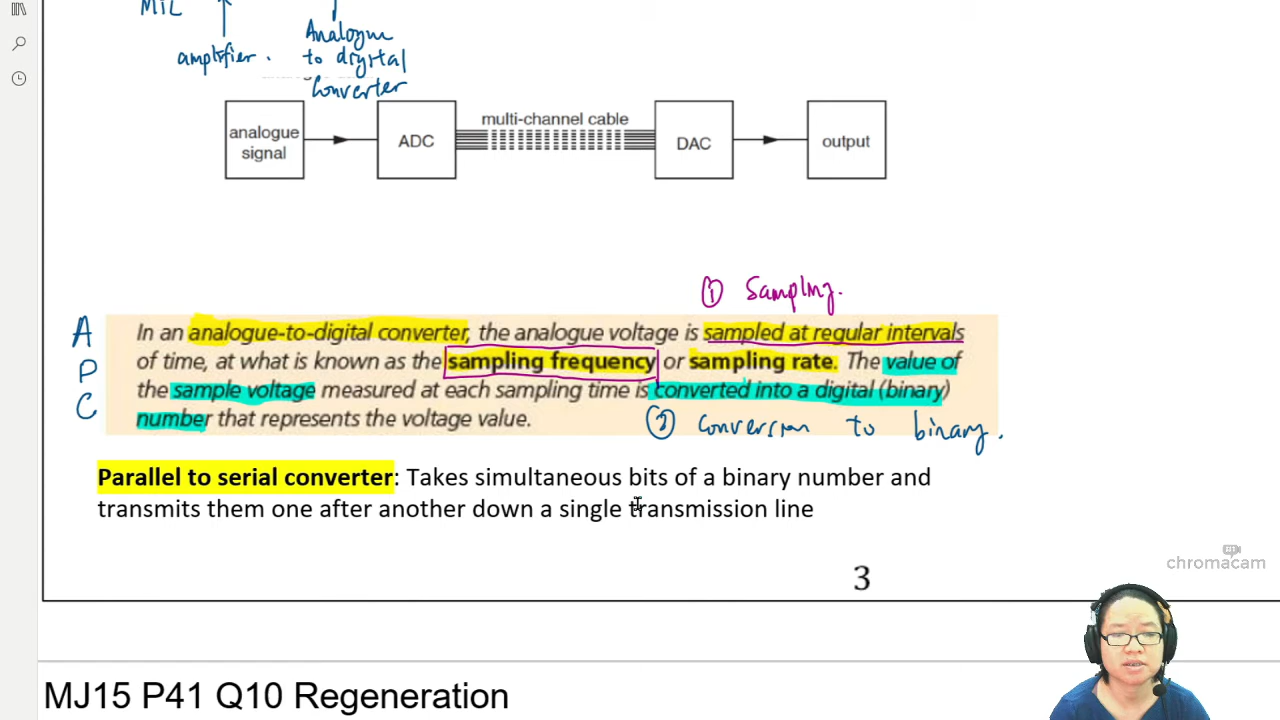 MIC
amplifier.
Analogue
to digital
converter
analogue
signal
ADC
multi-channel cable
DAC
output
① Sampling.
A
P
C
In an analogue-to-digital converter, the analogue voltage is sampled at regular intervals
of time, at what is known as the sampling frequency or sampling rate. The value of
the sample voltage measured at each sampling time is converted into a digital (binary)
number that represents the voltage value.
② Conversion to binary.
Parallel to serial converter: Takes simultaneous bits of a binary number and
transmits them one after another down a single transmission line
3
chromacam
MJ15 P41 Q10 Regeneration